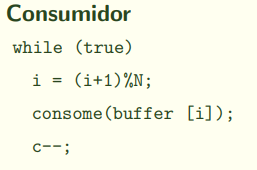 Consumidor
while (true)
i = (i+1)%N;
consome(buffer [i]);
c--;